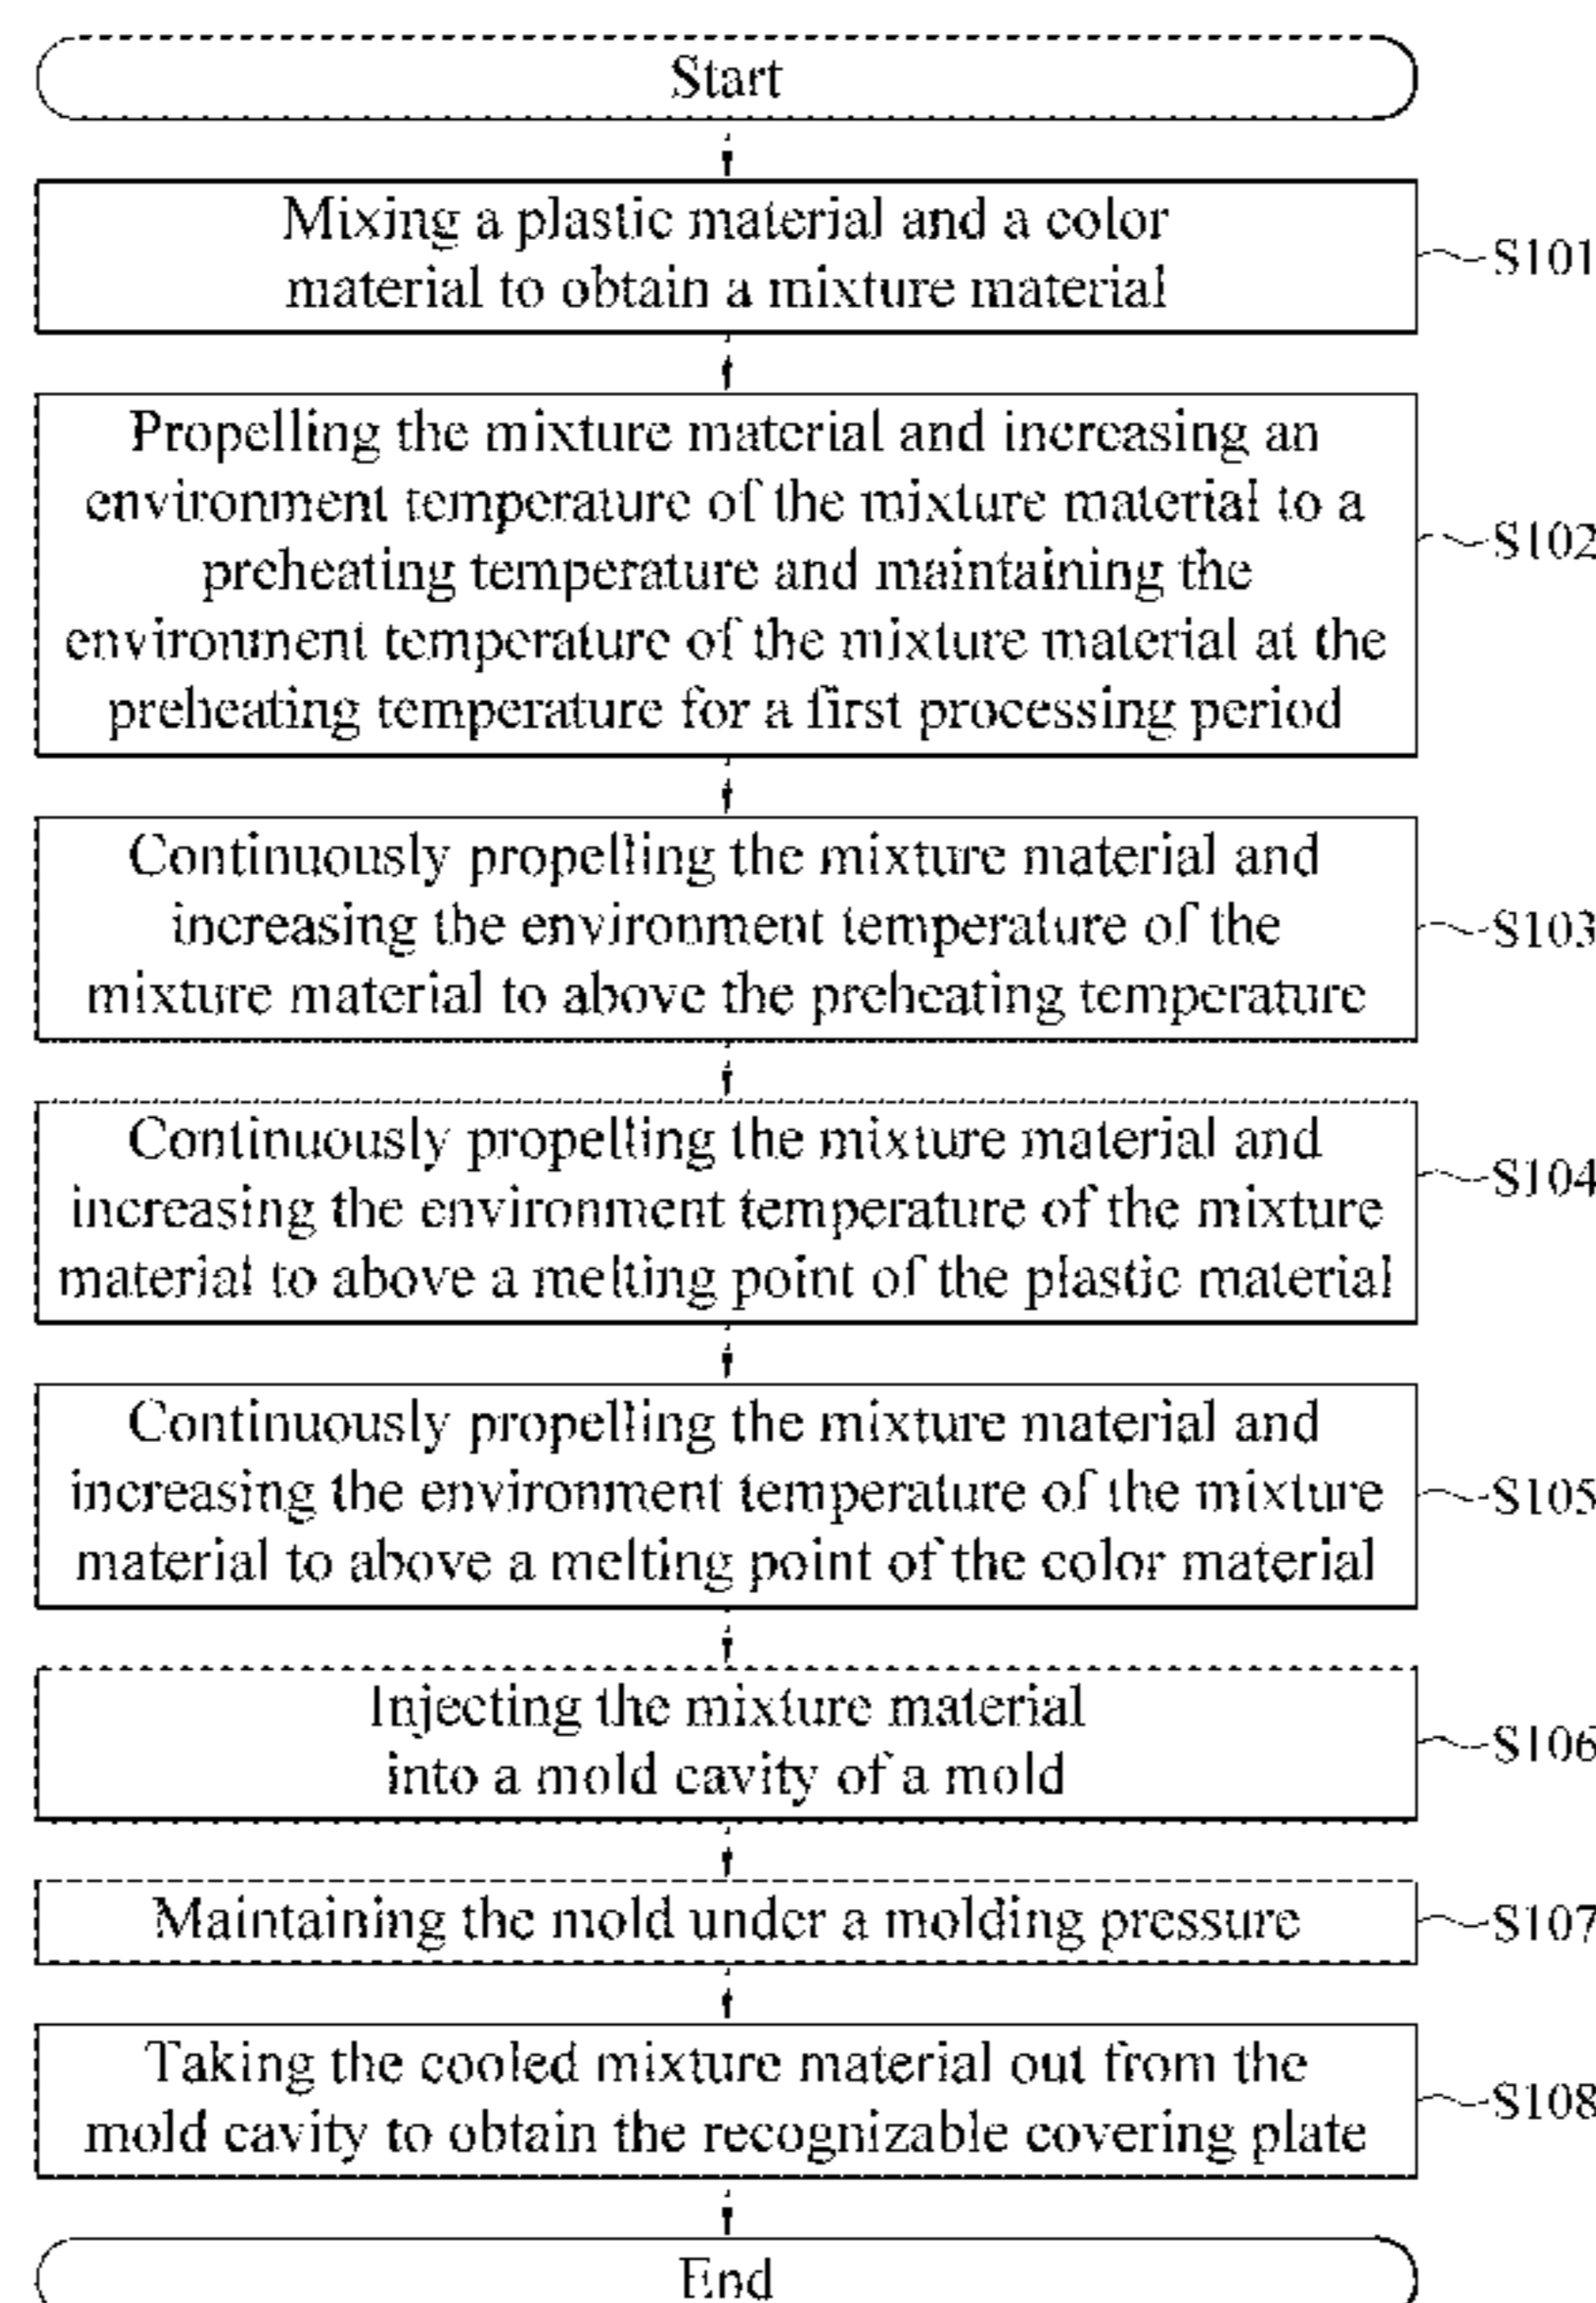 Start
Mixing a plastic material and a color
material to obtain a mixture material
S101
Propelling the mixture material and increasing an
environment temperature of the mixture material to a
preheating temperature and maintaining the
environment temperature of the mixture material at the
preheating temperature for a first processing period
S102
Continuously propelling the mixture material and
increasing the environment temperature of the
mixture material to above the preheating temperature
S103
Continuously propelling the mixture material and
increasing the environment temperature of the mixture
material to above a melting point of the plastic material
S104
Continuously propelling the mixture material and
increasing the environment temperature of the mixture
material to above a melting point of the color material
S105
Injecting the mixture material
into a mold cavity of a mold
S106
Maintaining the mold under a molding pressure
S107
Taking the cooled mixture material out from the
mold cavity to obtain the recognizable covering plate
S108
End